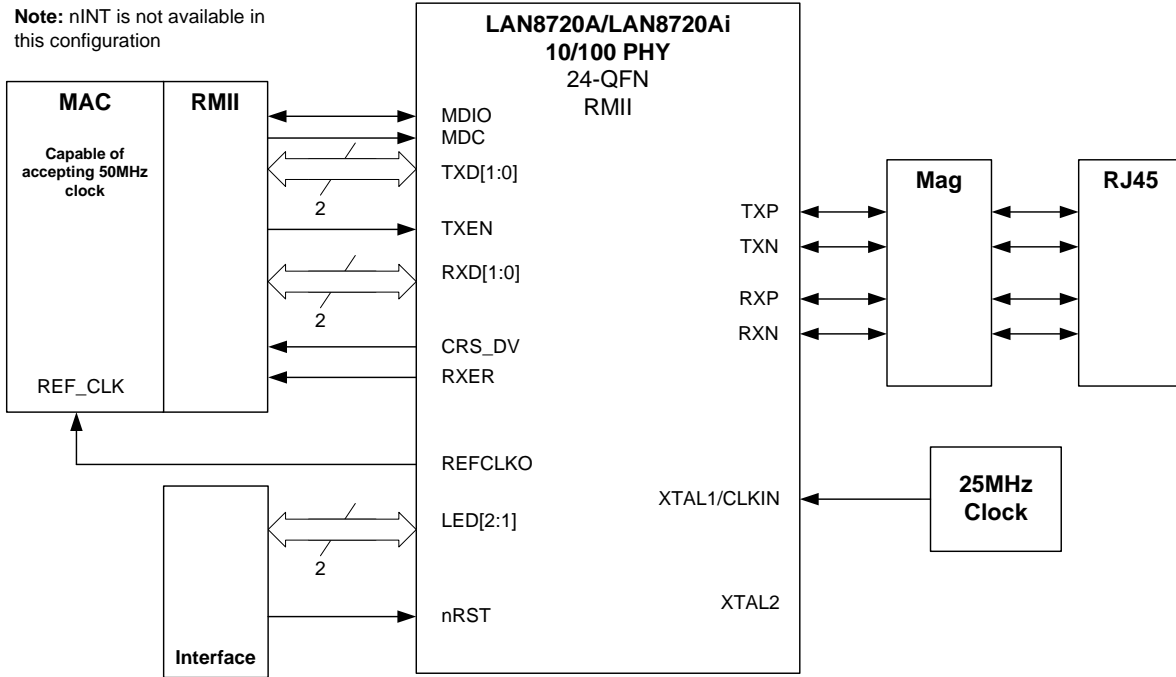 Note: nINT is not available in
this configuration
LAN8720A/LAN8720Ai
10/100 PHY
24-QFN
RMII
MAC
RMII
Capable of
accepting 50MHz
clock
REF_CLK
MDIO
MDC
TXD[1:0]
2
TXEN
RXD[1:0]
2
CRS_DV
RXER
REFCLKO
LED[2:1]
2
nRST
Interface
TXP
TXN
RXP
RXN
Mag
RJ45
XTAL1/CLKIN
25MHz
Clock
XTAL2